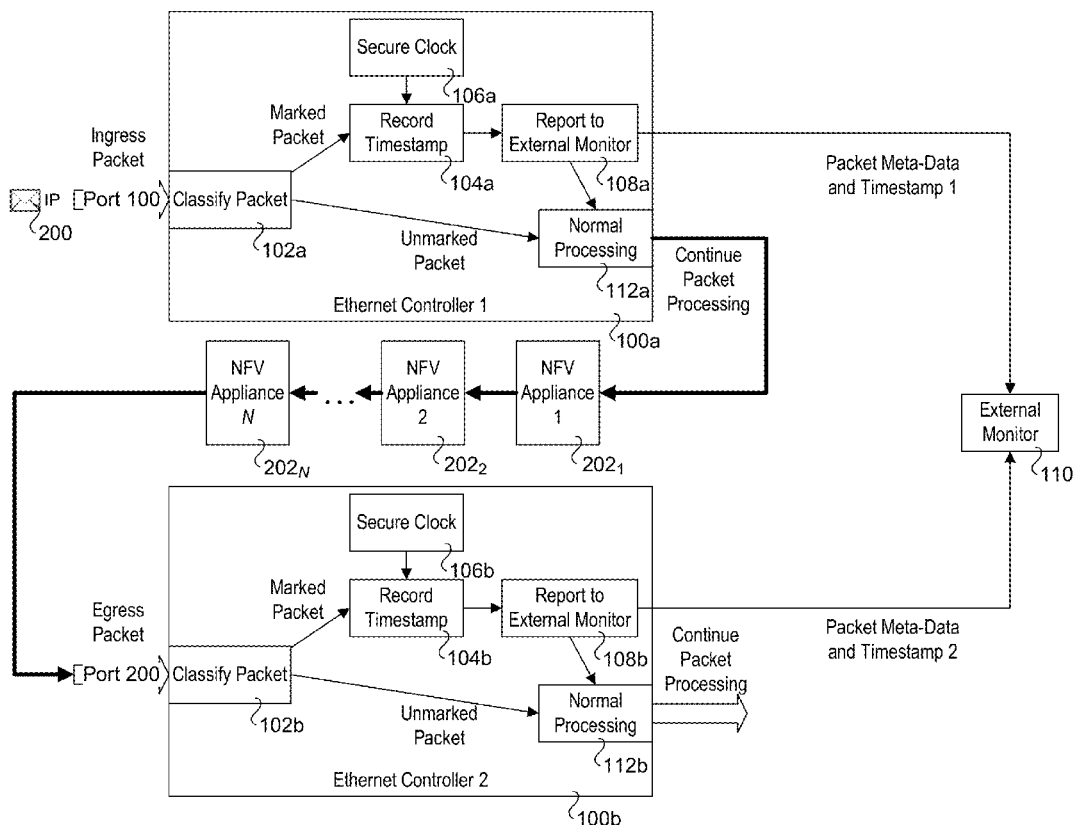 Secure Clock
106a
Marked
Packet
Record
Timestamp
104a
Report to
External Monitor
108a
Ingress
Packet
IP
200
Port 100
Classify Packet
102a
Unmarked
Packet
Normal
Processing
112a
Packet Meta-Data
and Timestamp 1
Continue
Packet
Processing
Ethernet Controller 1
100a
NFV
Appliance
N
202N
...
NFV
Appliance
2
2022
NFV
Appliance
1
2021
External
Monitor
110
Secure Clock
106b
Marked
Packet
Record
Timestamp
104b
Report to
External Monitor
108b
Egress
Packet
Port 200
Classify Packet
102b
Unmarked
Packet
Normal
Processing
112b
Continue
Packet
Processing
Packet Meta-Data
and Timestamp 2
Ethernet Controller 2
100b